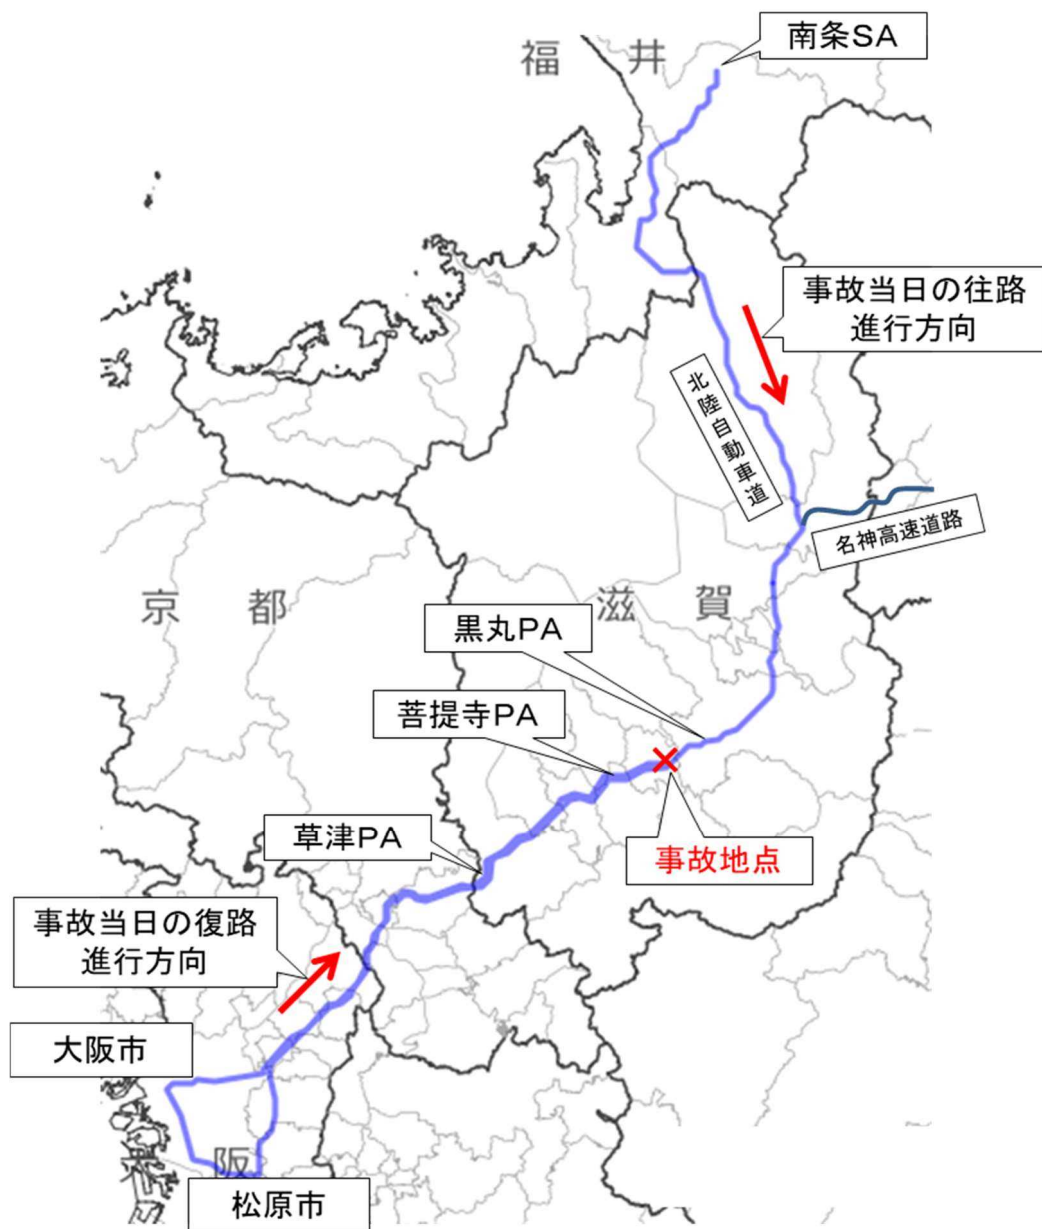 南条SA
福井
事故当日の往路
進行方向
北陸自動車道
名神高速道路
京都
滋賀
黒丸PA
菩提寺PA
草津PA
事故地点
事故当日の復路
進行方向
大阪市
阪
松原市